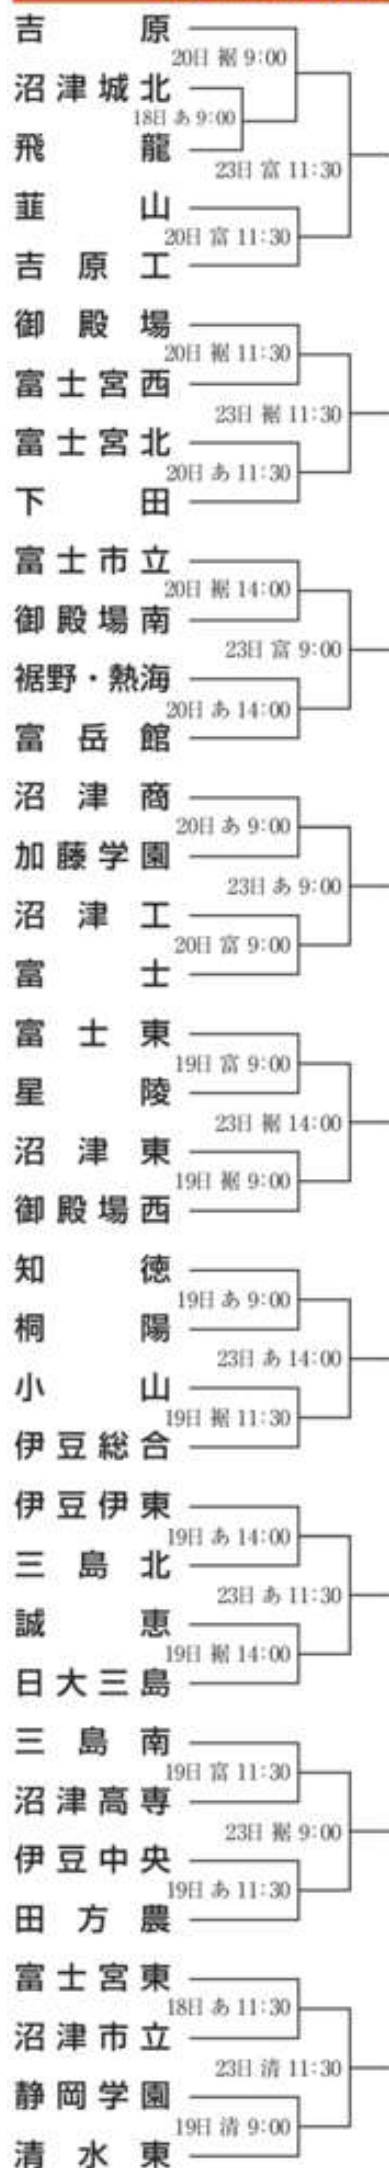 吉原
20日 裾 9:00
沼津城北
18日 あ 9:00
飛龍
23日 富 11:30
韮山
20日 富 11:30
吉原工
御殿場
20日 裾 11:30
富士宮西
23日 裾 11:30
富士宮北
20日 あ 11:30
下田
富士市立
20日 裾 14:00
御殿場南
23日 富 9:00
裾野・熱海
20日 あ 14:00
富岳館
沼津商
20日 あ 9:00
加藤学園
23日 あ 9:00
沼津工
20日 富 9:00
富士
富士東
19日 富 9:00
星陵
23日 裾 14:00
沼津東
19日 裾 9:00
御殿場西
知徳
19日 あ 9:00
桐陽
23日 あ 14:00
小山
19日 裾 11:30
伊豆総合
伊豆伊東
19日 あ 14:00
三島北
23日 あ 11:30
誠恵
19日 裾 14:00
日大三島
三島南
19日 富 11:30
沼津高専
23日 裾 9:00
伊豆中央
19日 あ 11:30
田方農
富士宮東
18日 あ 11:30
沼津市立
23日 清 11:30
静岡学園
19日 清 9:00
清水東